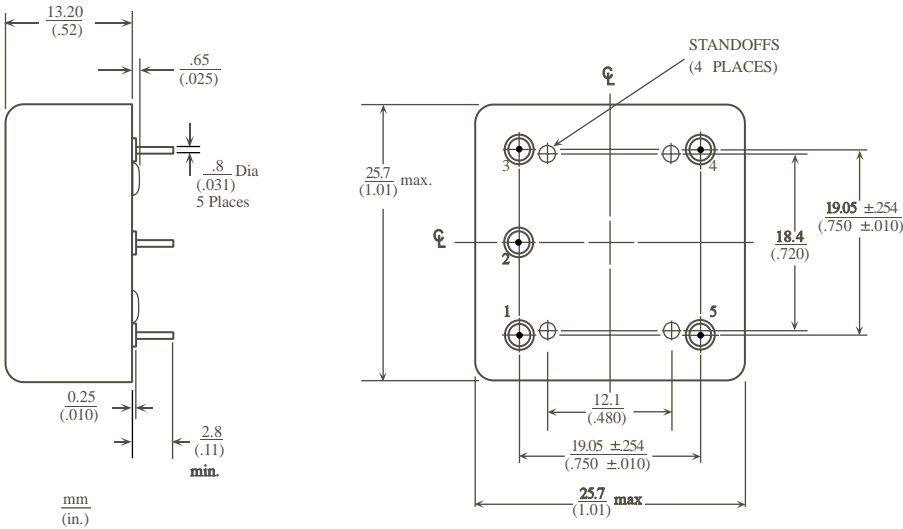 13.20
(.52)
.65
(.025)
.8 Dia
(.031)
5 Places
0.25
(.010)
2.8
(.11)
min.
mm
(in.)
STANDOFFS
(4 PLACES)
℄
25.7 max.
(1.01)
3
4
℄
2
1
5
18.4
(.720)
19.05 ±.254
(.750 ±.010)
12.1
(.480)
19.05 ±.254
(.750 ±.010)
25.7 max
(1.01)